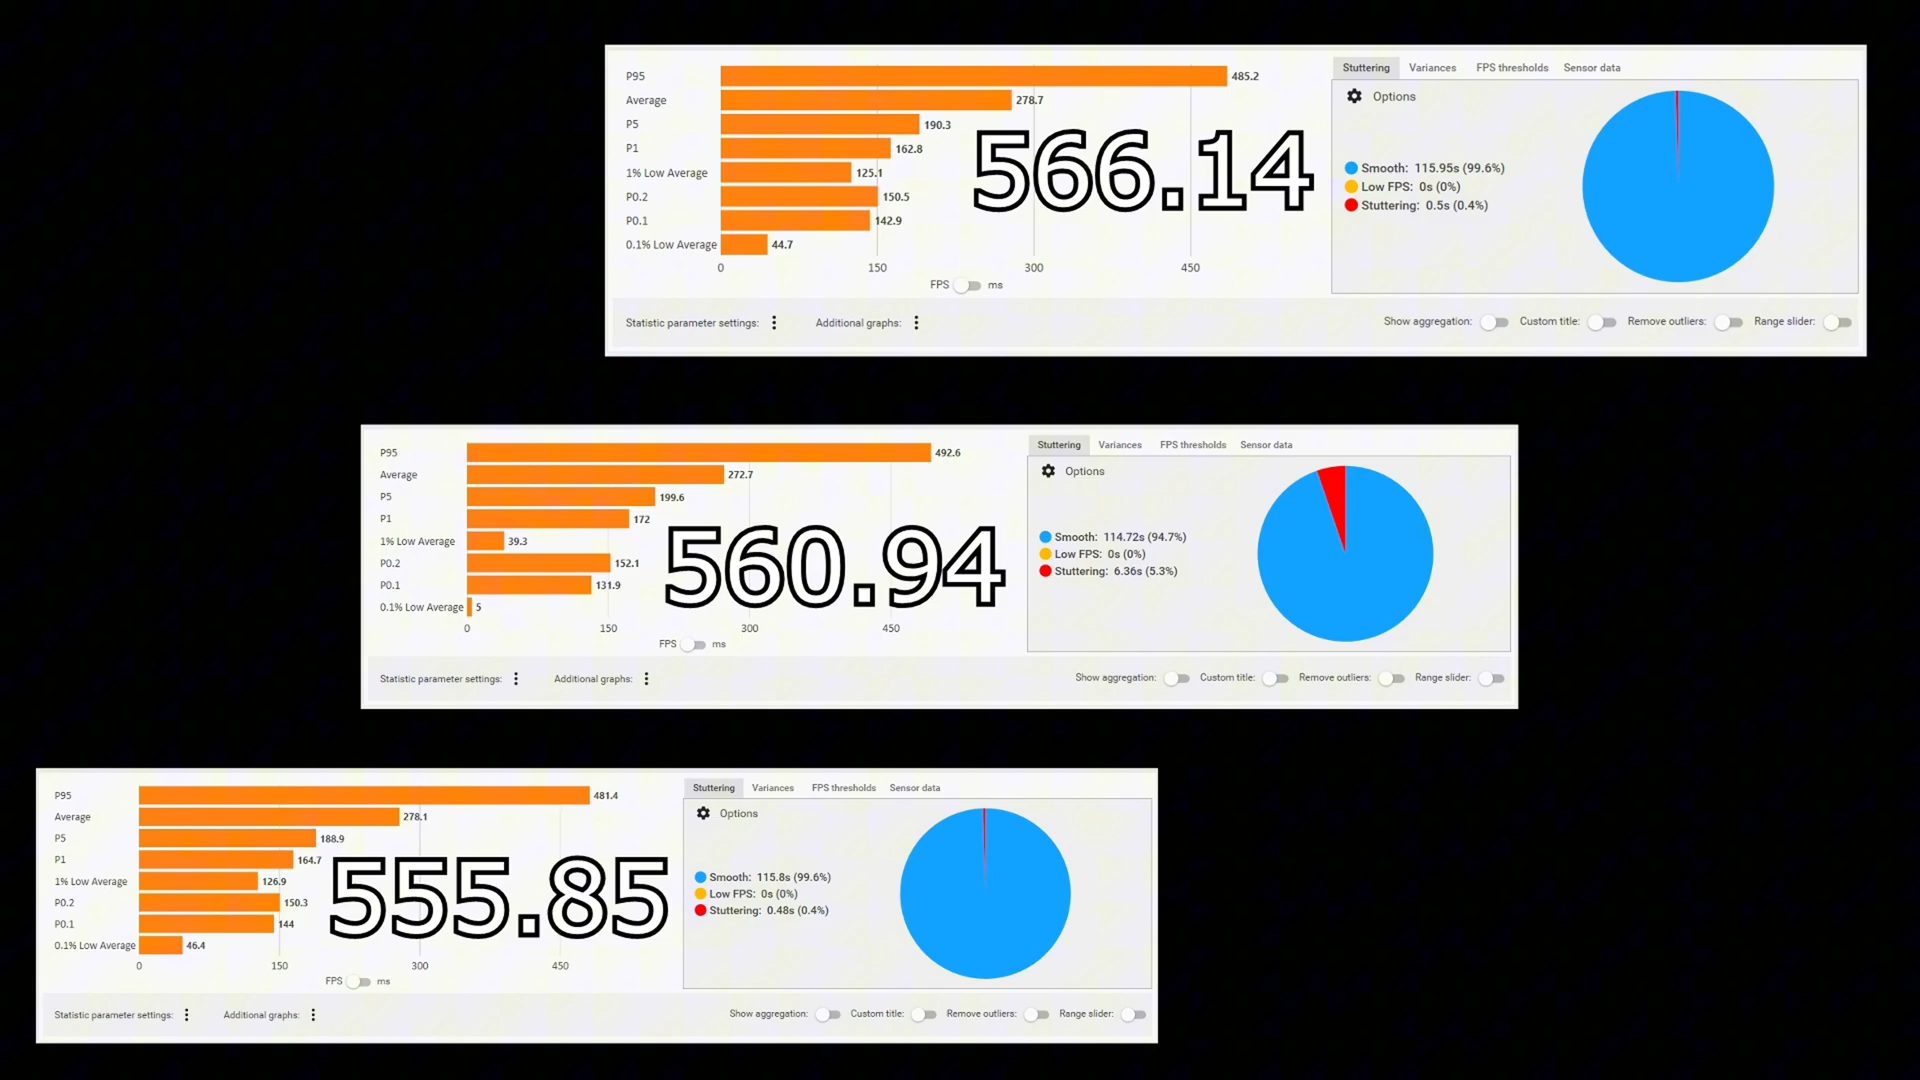 P95 485.2
Average 278.7
P5 190.3
P1 162.8
1% Low Average 125.1
P0.2 150.5
P0.1 142.9
0.1% Low Average 44.7
0 150 300 450
FPS ms
566.14
Stuttering Variances FPS thresholds Sensor data
Options
Smooth: 115.95s (99.6%)
Low FPS: 0s (0%)
Stuttering: 0.5s (0.4%)
Statistic parameter settings: Additional graphs: Show aggregation: Custom title: Remove outliers: Range slider:
P95 492.6
Average 272.7
P5 199.6
P1 172
1% Low Average 39.3
P0.2 152.1
P0.1 131.9
0.1% Low Average 5
0 150 300 450
FPS ms
560.94
Stuttering Variances FPS thresholds Sensor data
Options
Smooth: 114.72s (94.7%)
Low FPS: 0s (0%)
Stuttering: 6.36s (5.3%)
Statistic parameter settings: Additional graphs: Show aggregation: Custom title: Remove outliers: Range slider:
P95 481.4
Average 278.1
P5 188.9
P1 164.7
1% Low Average 126.9
P0.2 150.3
P0.1 144
0.1% Low Average 46.4
0 150 300 450
FPS ms
555.85
Stuttering Variances FPS thresholds Sensor data
Options
Smooth: 115.8s (99.6%)
Low FPS: 0s (0%)
Stuttering: 0.48s (0.4%)
Statistic parameter settings: Additional graphs: Show aggregation: Custom title: Remove outliers: Range slider: